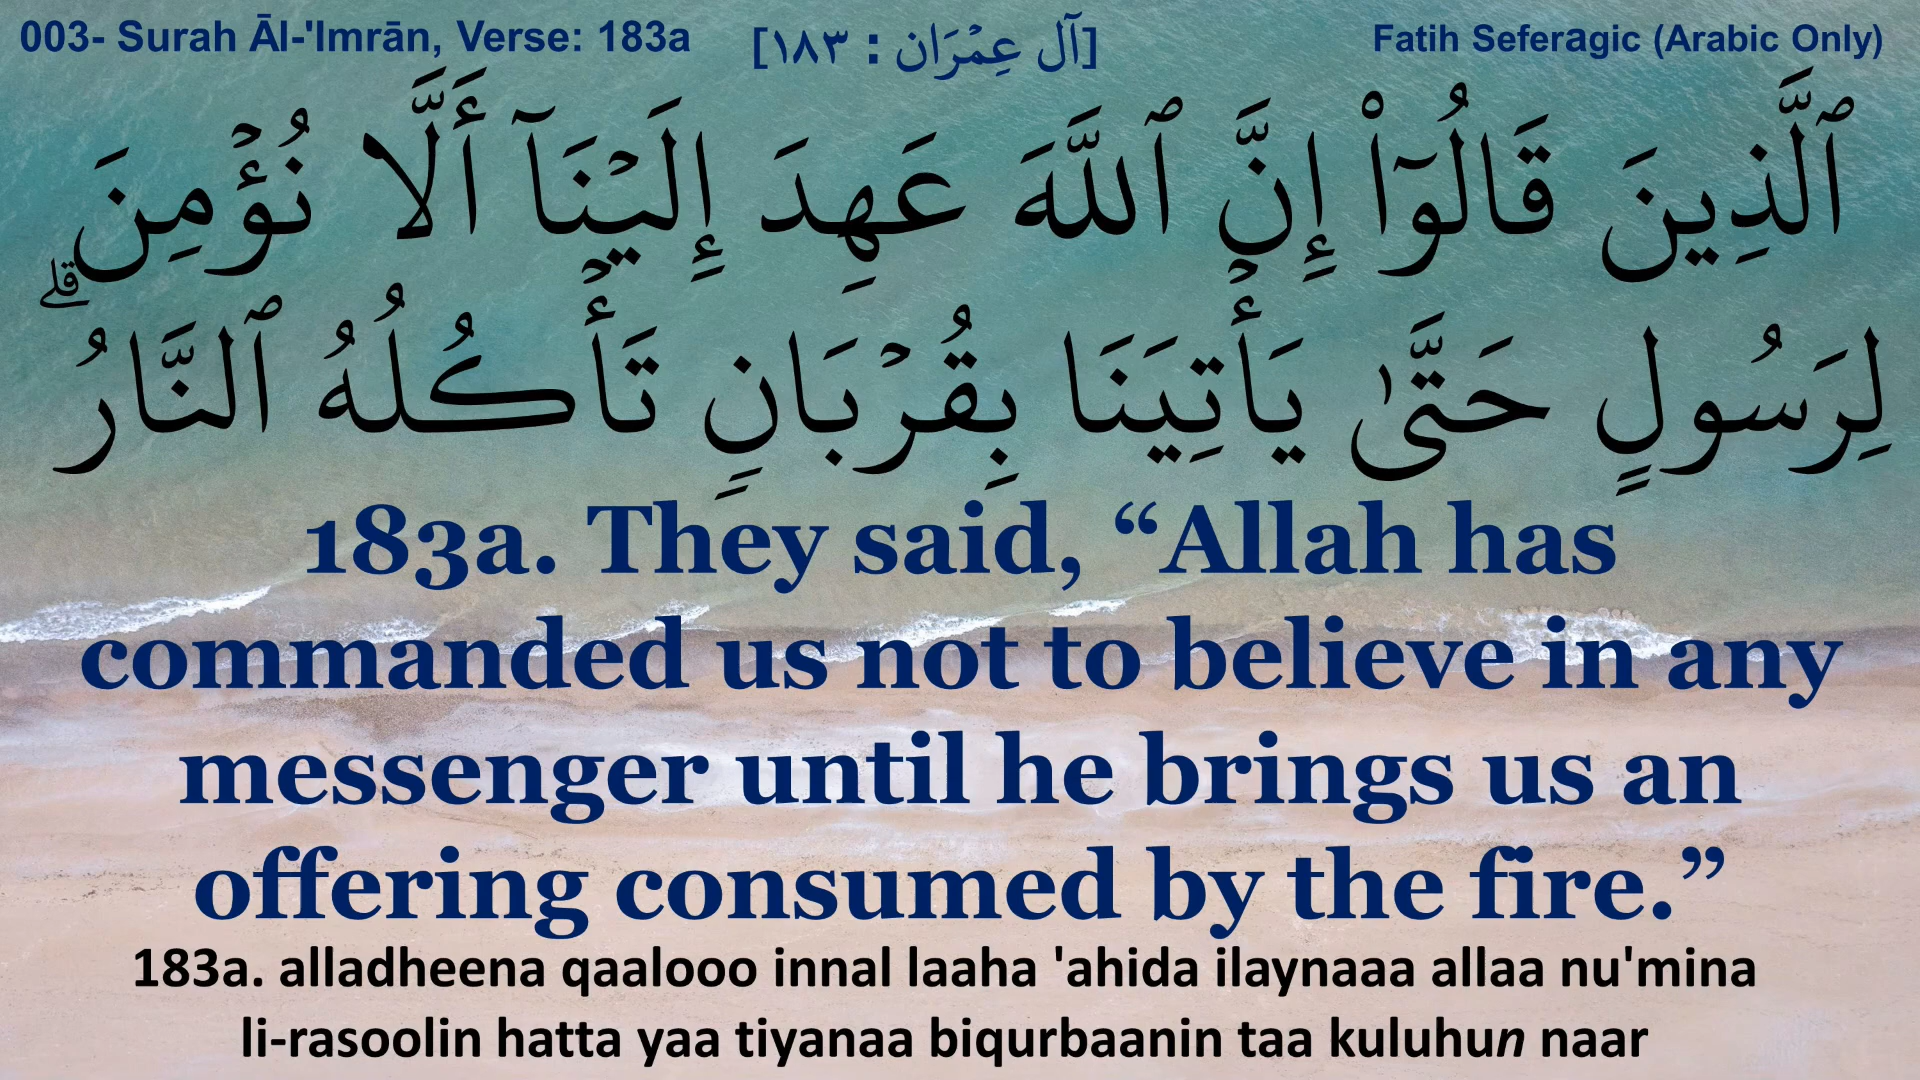 003- Surah Āl-'Imrān, Verse: 183a [آل عِمْرَان : ١٨٣] Fatih Seferagic (Arabic Only)
ٱلَّذِينَ قَالُوٓا۟ إِنَّ ٱللَّهَ عَهِدَ إِلَيْنَآ أَلَّا نُؤْمِنَ
لِرَسُولٍ حَتَّىٰ يَأْتِيَنَا بِقُرْبَانٍ تَأْكُلُهُ ٱلنَّارُ ۗ
183a. They said, “Allah has
commanded us not to believe in any
messenger until he brings us an
offering consumed by the fire.”
183a. alladheena qaalooo innal laaha 'ahida ilaynaaa allaa nu'mina
li-rasoolin hatta yaa tiyanaa biqurbaanin taa kuluhun naar